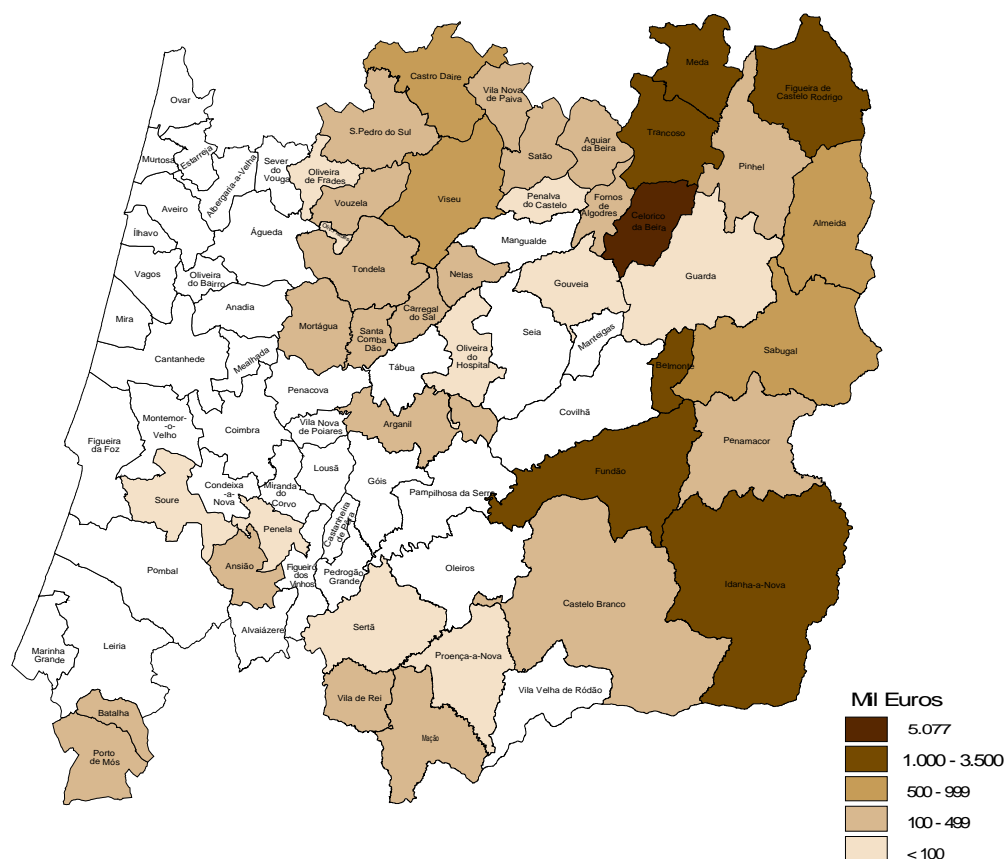 Meda
Castro Daire
Figueira de
Castelo Rodrigo
Vila Nova
de Paiva
Ovar
S.Pedro do Sul
Trancoso
Aguiar
da Beira
Murtosa
Estarreja
Albergaria-a-Velha
Sever
do
Vouga
Satão
Pinhel
Oliveira
de Frades
Vouzela
Viseu
Penalva
do Castelo
Fornos
de
Algodres
Celorico
da Beira
Almeida
Aveiro
Ílhavo
Águeda
Mangualde
Tondela
Vagos
Oliveira
do Bairro
Nelas
Gouveia
Guarda
Anadia
Carregal
do Sal
Mira
Mortágua
Santa
Comba
Dão
Seia
Manteigas
Oliveira
do
Hospital
Sabugal
Cantanhede
Mealhada
Tábua
Belmonte
Penacova
Covilhã
Montemor-
-o-
Velho
Coimbra
Vila Nova
de Poiares
Arganil
Figueira
da Foz
Penamacor
Lousã
Fundão
Góis
Condeixa
-a-
Nova
Miranda
do
Corvo
Pampilhosa da Serra
Soure
Castanheira
de Pêra
Penela
Ansião
Pombal
Figueiró
dos
Vinhos
Pedrogão
Grande
Oleiros
Idanha-a-Nova
Castelo Branco
Sertã
Alvaiázere
Leiria
Marinha
Grande
Proença-a-Nova
Vila Velha de Ródão
Vila de Rei
Batalha
Mação
Porto
de Mós
Mil Euros
5.077
1.000 - 3.500
500 - 999
100 - 499
< 100